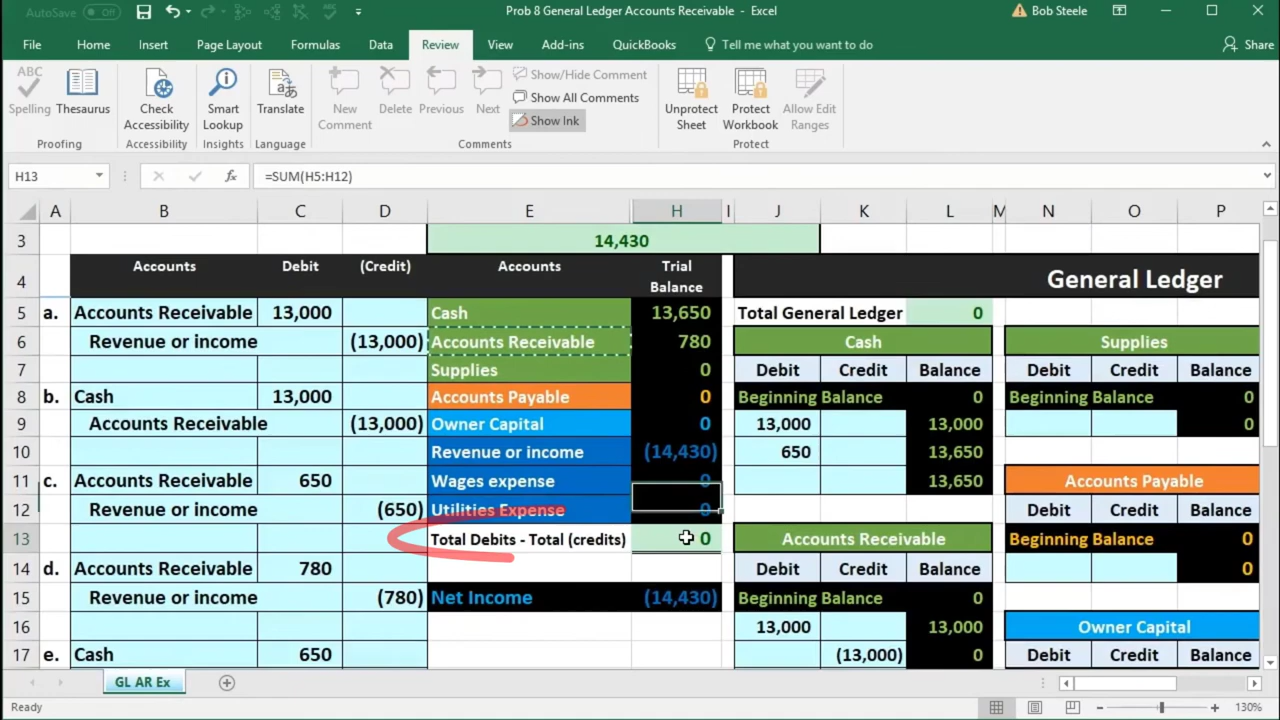 AutoSave Off
Prob 8 General Ledger Accounts Receivable - Excel
Bob Steele
File Home Insert Page Layout Formulas Data Review View Add-ins QuickBooks Tell me what you want to do Share
ABC
Spelling Thesaurus Check Accessibility Smart Lookup Translate New Comment Delete Previous Next Show/Hide Comment
Show All Comments
Show Ink
Unprotect Sheet Protect Workbook Allow Edit Ranges
Proofing Accessibility Insights Language Comments Protect
H13 fx =SUM(H5:H12)
A B C D E H I J K L M N O P
3 14,430
4 Accounts Debit (Credit) Accounts Trial Balance General Ledger
5 a. Accounts Receivable 13,000 Cash 13,650 Total General Ledger 0
6 Revenue or income (13,000) Accounts Receivable 780 Cash Supplies
7 Supplies 0 Debit Credit Balance Debit Credit Balance
8 b. Cash 13,000 Accounts Payable 0 Beginning Balance 0 Beginning Balance 0
9 Accounts Receivable (13,000) Owner Capital 0 13,000 13,000 0
10 Revenue or income (14,430) 650 13,650
11 c. Accounts Receivable 650 Wages expense 0 13,650 Accounts Payable
12 Revenue or income (650) Utilities Expense 0 Debit Credit Balance
13 Total Debits - Total (credits) 0 Accounts Receivable Beginning Balance 0
14 d. Accounts Receivable 780 Debit Credit Balance 0
15 Revenue or income (780) Net Income (14,430) Beginning Balance 0
16 13,000 13,000 Owner Capital
17 e. Cash 650 (13,000) 0 Debit Credit Balance
GL AR Ex
Ready 130%